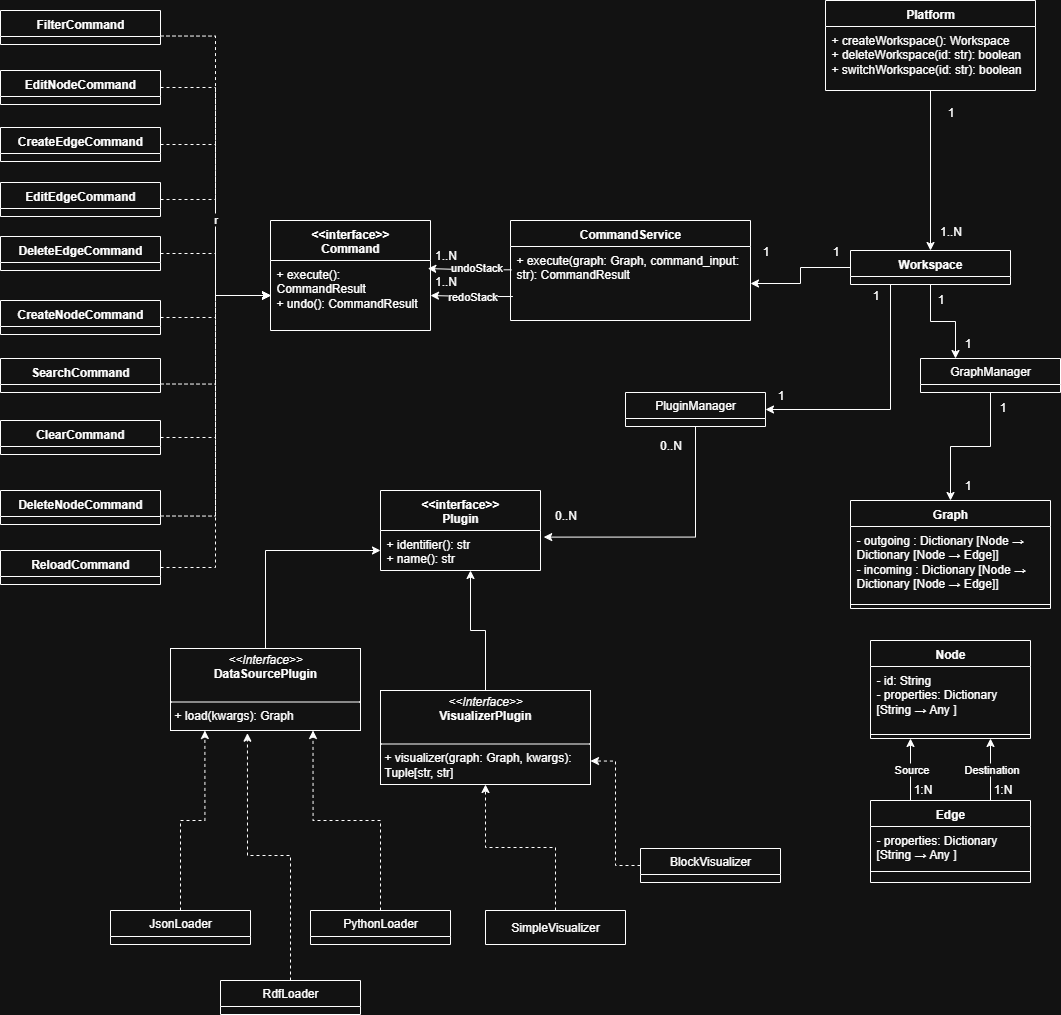 FilterCommand
EditNodeCommand
CreateEdgeCommand
EditEdgeCommand
r
DeleteEdgeCommand
CreateNodeCommand
SearchCommand
ClearCommand
DeleteNodeCommand
ReloadCommand
<<interface>>
Command
+ execute():
CommandResult
+ undo(): CommandResult
1..N
undoStack
1..N
redoStack
CommandService
+ execute(graph: Graph, command_input:
str): CommandResult
1
1
Platform
+ createWorkspace(): Workspace
+ deleteWorkspace(id: str): boolean
+ switchWorkspace(id: str): boolean
1
1..N
Workspace
1
1
1
GraphManager
1
1
PluginManager
1
0..N
0..N
<<interface>>
Plugin
+ identifier(): str
+ name(): str
Graph
- outgoing : Dictionary [Node →
Dictionary [Node → Edge]]
- incoming : Dictionary [Node →
Dictionary [Node → Edge]]
<<Interface>>
DataSourcePlugin
+ load(kwargs): Graph
<<Interface>>
VisualizerPlugin
+ visualizer(graph: Graph, kwargs):
Tuple[str, str]
Node
- id: String
- properties: Dictionary
[String → Any ]
Source
Destination
1:N
1:N
Edge
- properties: Dictionary
[String → Any ]
BlockVisualizer
JsonLoader
PythonLoader
SimpleVisualizer
RdfLoader